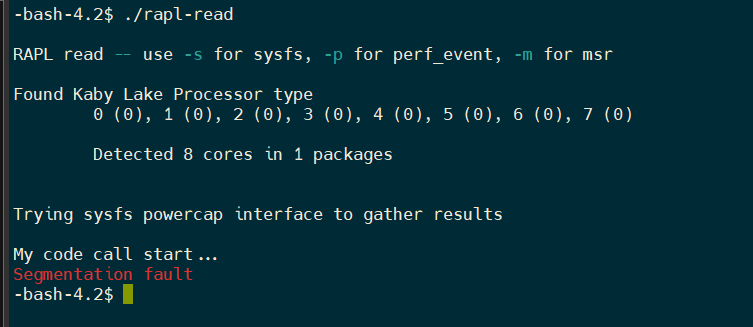 -bash-4.2$ ./rapl-read
RAPL read -- use -s for sysfs, -p for perf_event, -m for msr
Found Kaby Lake Processor type
0 (0), 1 (0), 2 (0), 3 (0), 4 (0), 5 (0), 6 (0), 7 (0)
Detected 8 cores in 1 packages
Trying sysfs powercap interface to gather results
My code call start...
Segmentation fault
-bash-4.2$